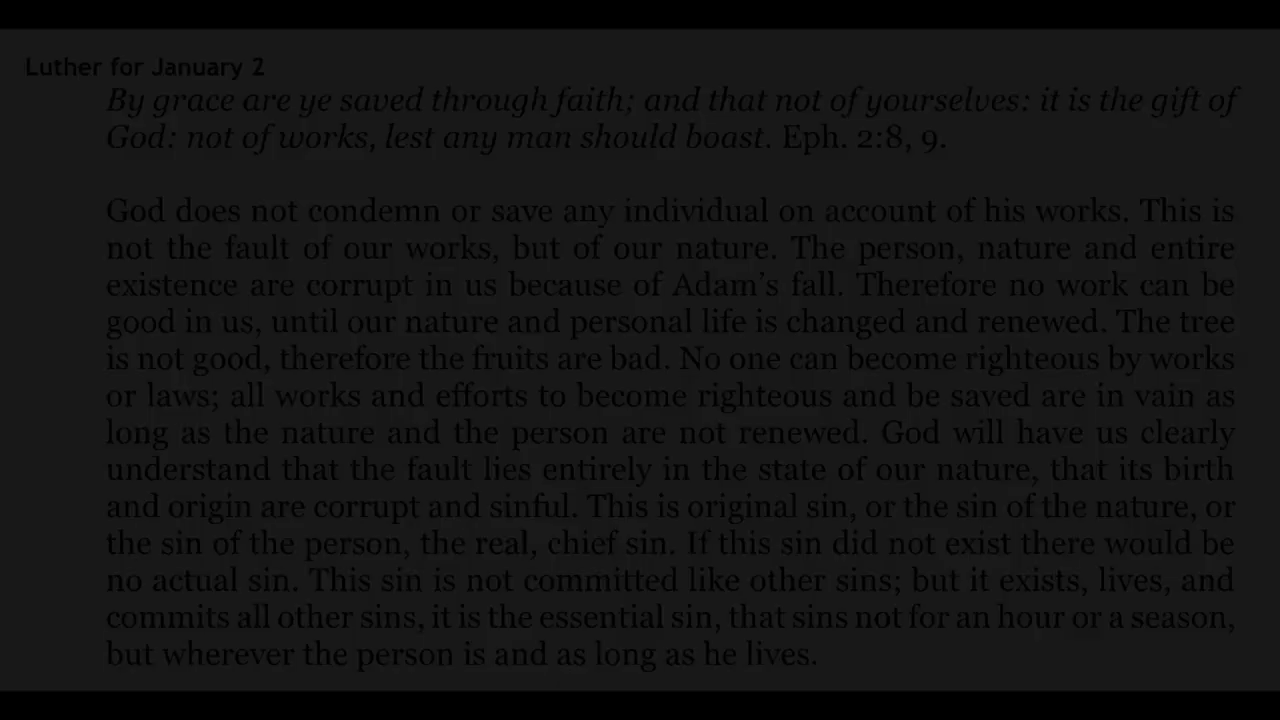 Luther for January 2
By grace are ye saved through faith; and that not of yourselves: it is the gift of
God: not of works, lest any man should boast. Eph. 2:8, 9.
God does not condemn or save any individual on account of his works. This is
not the fault of our works, but of our nature. The person, nature and entire
existence are corrupt in us because of Adam’s fall. Therefore no work can be
good in us, until our nature and personal life is changed and renewed. The tree
is not good, therefore the fruits are bad. No one can become righteous by works
or laws; all works and efforts to become righteous and be saved are in vain as
long as the nature and the person are not renewed. God will have us clearly
understand that the fault lies entirely in the state of our nature, that its birth
and origin are corrupt and sinful. This is original sin, or the sin of the nature, or
the sin of the person, the real, chief sin. If this sin did not exist there would be
no actual sin. This sin is not committed like other sins; but it exists, lives, and
commits all other sins, it is the essential sin, that sins not for an hour or a season,
but wherever the person is and as long as he lives.